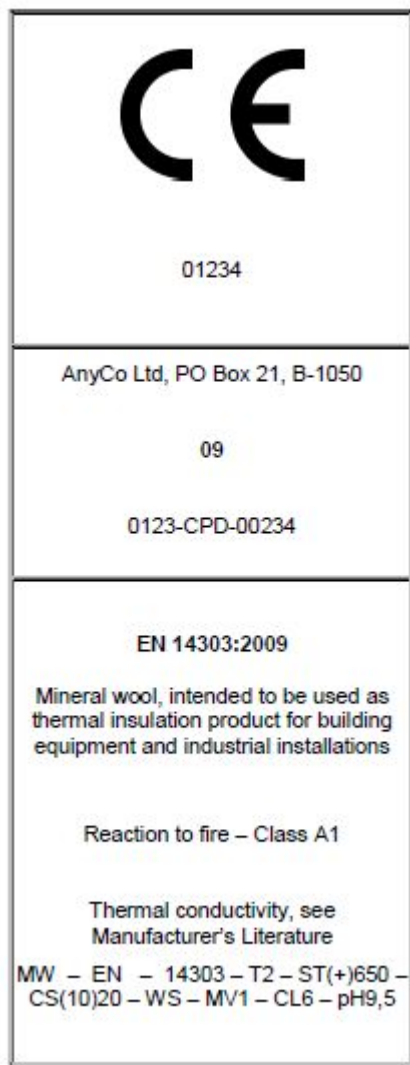 CE
01234
AnyCo Ltd, PO Box 21, B-1050
09
0123-CPD-00234
EN 14303:2009
Mineral wool, intended to be used as
thermal insulation product for building
equipment and industrial installations
Reaction to fire – Class A1
Thermal conductivity, see
Manufacturer's Literature
MW – EN – 14303 – T2 – ST(+)650 –
CS(10)20 – WS – MV1 – CL6 – pH9,5